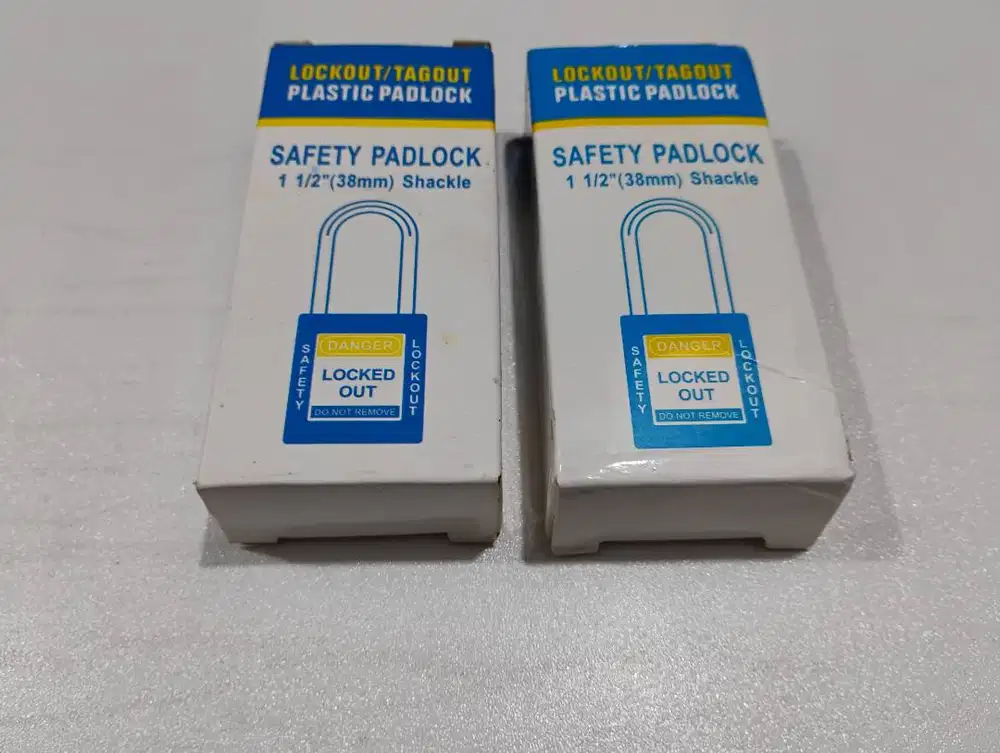 LOCKOUT/TAGOUT
PLASTIC PADLOCK
SAFETY PADLOCK
1 1/2"(38mm) Shackle
SAFETY
DANGER
LOCKED
OUT
DO NOT REMOVE
LOCKOUT
LOCKOUT/TAGOUT
PLASTIC PADLOCK
SAFETY PADLOCK
1 1/2"(38mm) Shackle
SAFETY
DANGER
LOCKED
OUT
DO NOT REMOVE
LOCKOUT